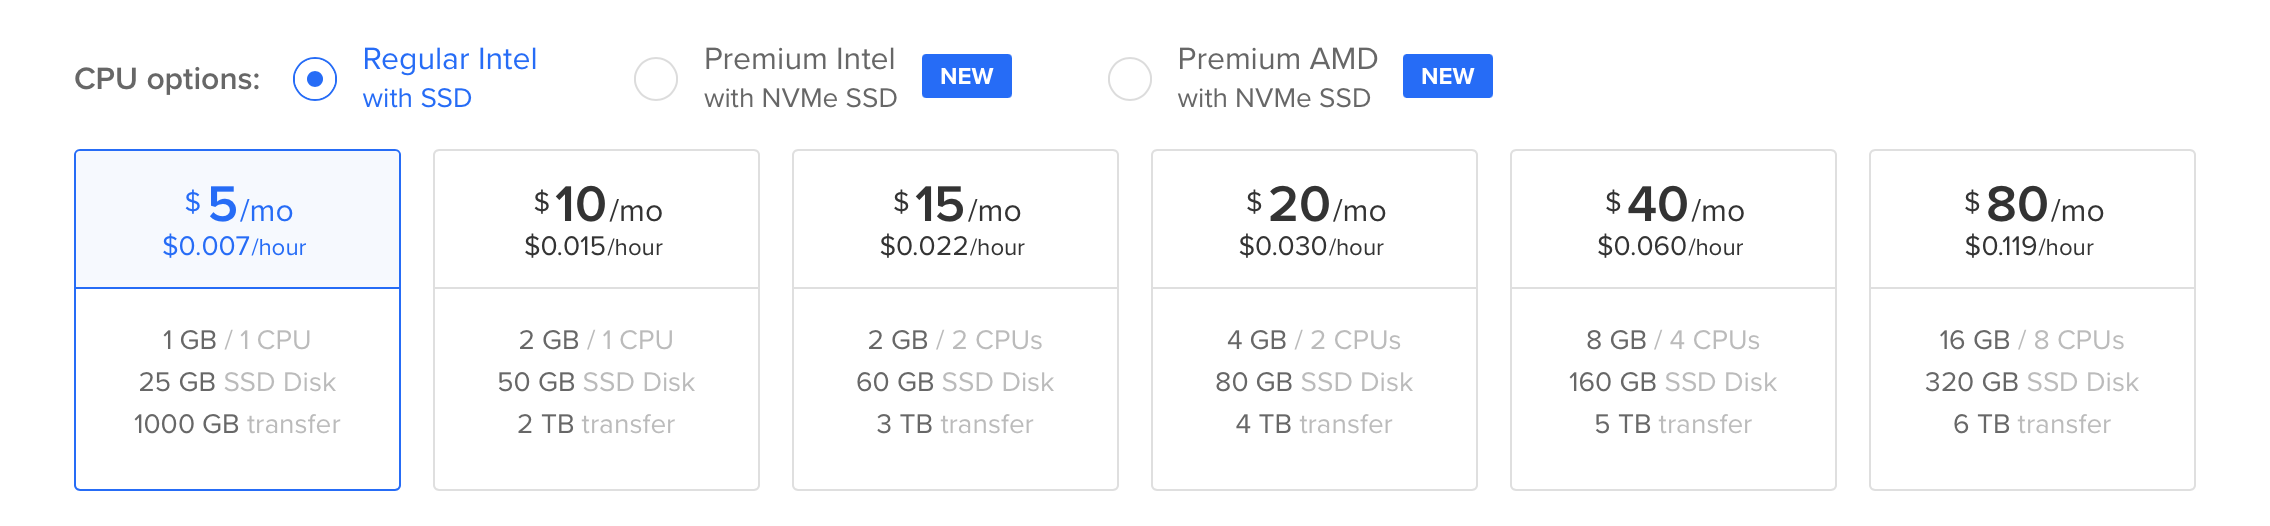 CPU options:
Regular Intel
with SSD
Premium Intel
with NVMe SSD
NEW
Premium AMD
with NVMe SSD
NEW
$ 5/mo
$0.007/hour
1 GB / 1 CPU
25 GB SSD Disk
1000 GB transfer
$ 10/mo
$0.015/hour
2 GB / 1 CPU
50 GB SSD Disk
2 TB transfer
$ 15/mo
$0.022/hour
2 GB / 2 CPUs
60 GB SSD Disk
3 TB transfer
$ 20/mo
$0.030/hour
4 GB / 2 CPUs
80 GB SSD Disk
4 TB transfer
$ 40/mo
$0.060/hour
8 GB / 4 CPUs
160 GB SSD Disk
5 TB transfer
$ 80/mo
$0.119/hour
16 GB / 8 CPUs
320 GB SSD Disk
6 TB transfer